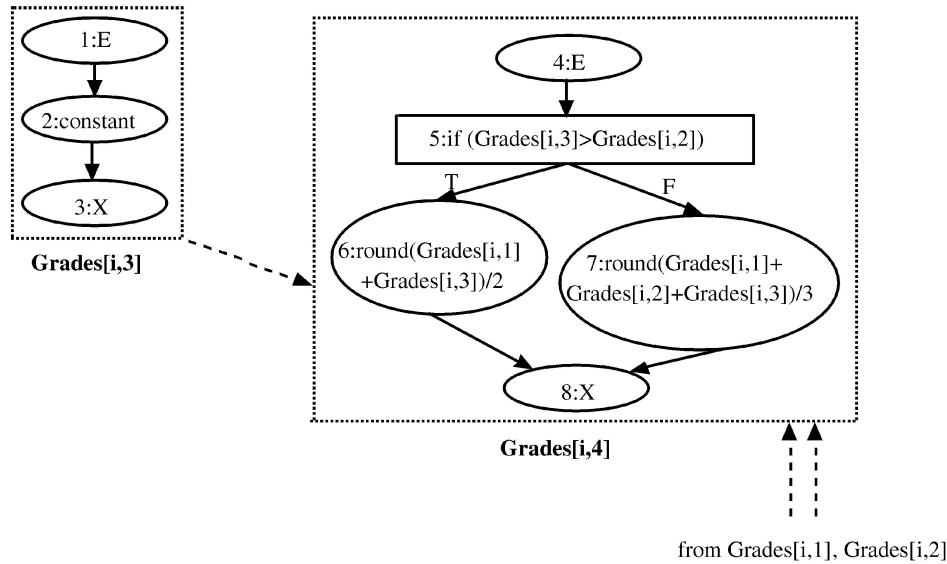 1:E
2:constant
3:X
Grades[i,3]
4:E
5:if (Grades[i,3]>Grades[i,2])
T
F
6:round(Grades[i,1]
+Grades[i,3])/2
7:round(Grades[i,1]+
Grades[i,2]+Grades[i,3])/3
8:X
Grades[i,4]
from Grades[i,1], Grades[i,2]